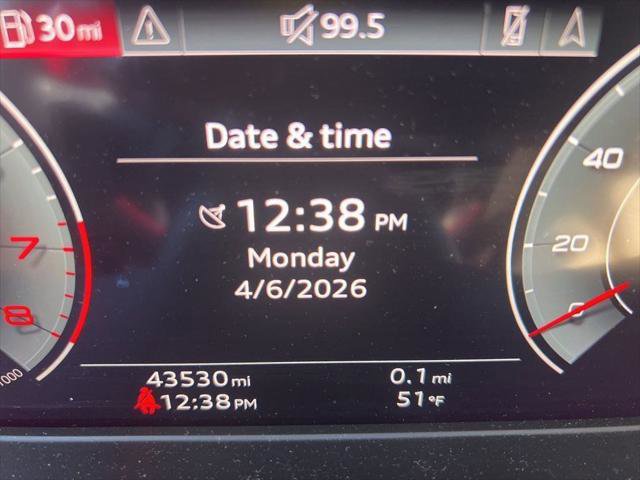 30 mi
99.5
Date & time
12:38 PM
Monday
4/6/2026
40
20
0
7
8
1000
43530 mi
0.1 mi
12:38 PM
51°F